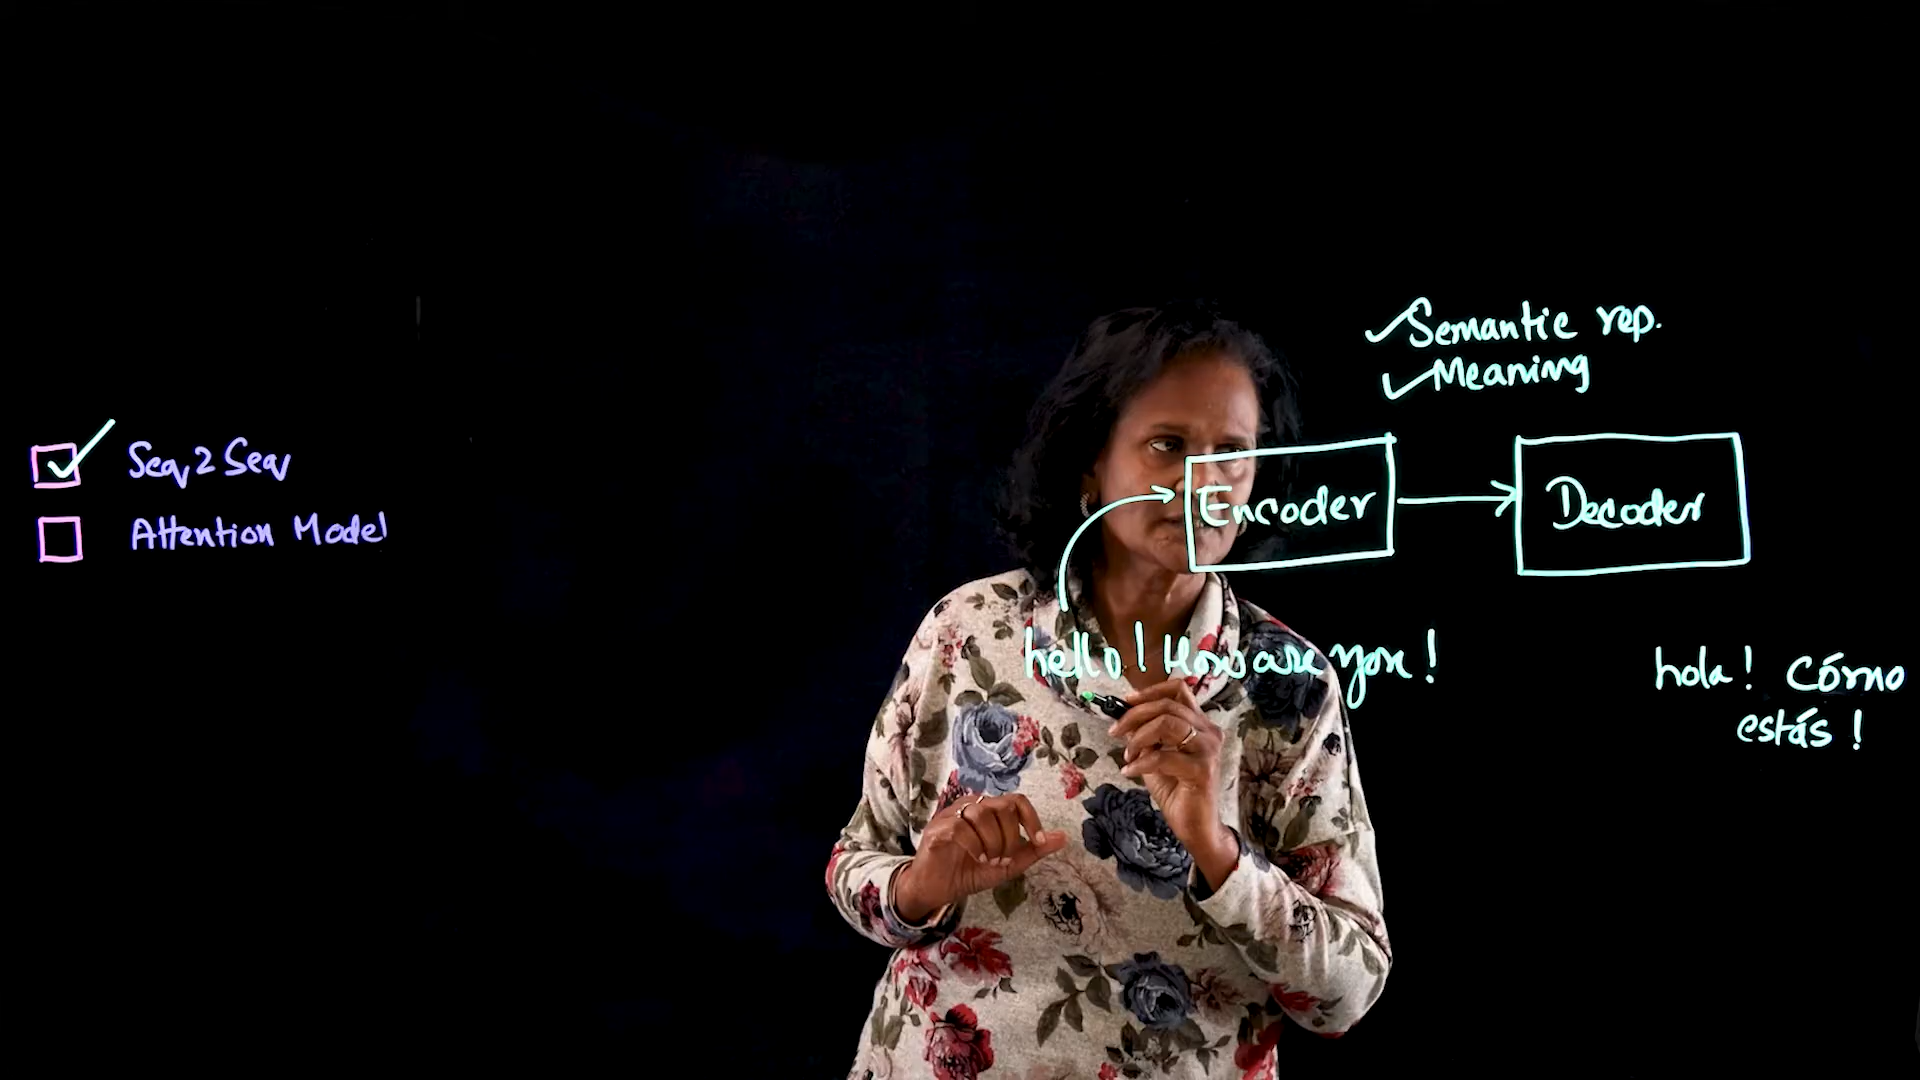 Seq2Seq
Attention Model
Semantic rep.
Meaning
Encoder
Decoder
hello! How are you!
hola! Cómo
estás!